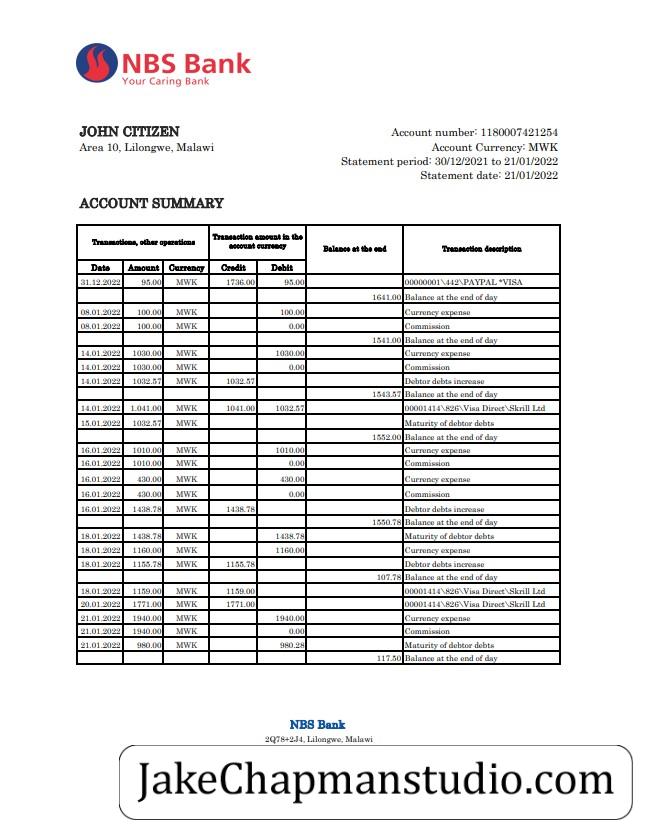 NBS Bank
Your Caring Bank
JOHN CITIZEN
Area 10, Lilongwe, Malawi
Account number: 1180007421254
Account Currency: MWK
Statement period: 30/12/2021 to 21/01/2022
Statement date: 21/01/2022
ACCOUNT SUMMARY
Transactions, other operations Transaction amount in the account currency Balance at the end Transaction description
Date Amount Currency Credit Debit
31.12.2022 95.00 MWK 1736.00 95.00 00000001\442\PAYPAL *VISA
1641.00 Balance at the end of day
08.01.2022 100.00 MWK 100.00 Currency expense
08.01.2022 100.00 MWK 0.00 Commission
1541.00 Balance at the end of day
14.01.2022 1030.00 MWK 1030.00 Currency expense
14.01.2022 1030.00 MWK 0.00 Commission
14.01.2022 1032.57 MWK 1032.57 Debtor debts increase
1543.57 Balance at the end of day
14.01.2022 1.041.00 MWK 1041.00 1032.57 00001414\826\Visa Direct\Skrill Ltd
15.01.2022 1032.57 MWK Maturity of debtor debts
1552.00 Balance at the end of day
16.01.2022 1010.00 MWK 1010.00 Currency expense
16.01.2022 1010.00 MWK 0.00 Commission
16.01.2022 430.00 MWK 430.00 Currency expense
16.01.2022 430.00 MWK 0.00 Commission
16.01.2022 1438.78 MWK 1438.78 Debtor debts increase
1550.78 Balance at the end of day
18.01.2022 1438.78 MWK 1438.78 Maturity of debtor debts
18.01.2022 1160.00 MWK 1160.00 Currency expense
18.01.2022 1155.78 MWK 1155.78 Debtor debts increase
107.78 Balance at the end of day
18.01.2022 1159.00 MWK 1159.00 00001414\826\Visa Direct\Skrill Ltd
20.01.2022 1771.00 MWK 1771.00 00001414\826\Visa Direct\Skrill Ltd
21.01.2022 1940.00 MWK 1940.00 Currency expense
21.01.2022 1940.00 MWK 0.00 Commission
21.01.2022 980.00 MWK 980.28 Maturity of debtor debts
117.50 Balance at the end of day
NBS Bank
2Q78+2J4, Lilongwe, Malawi
JakeChapmanstudio.com